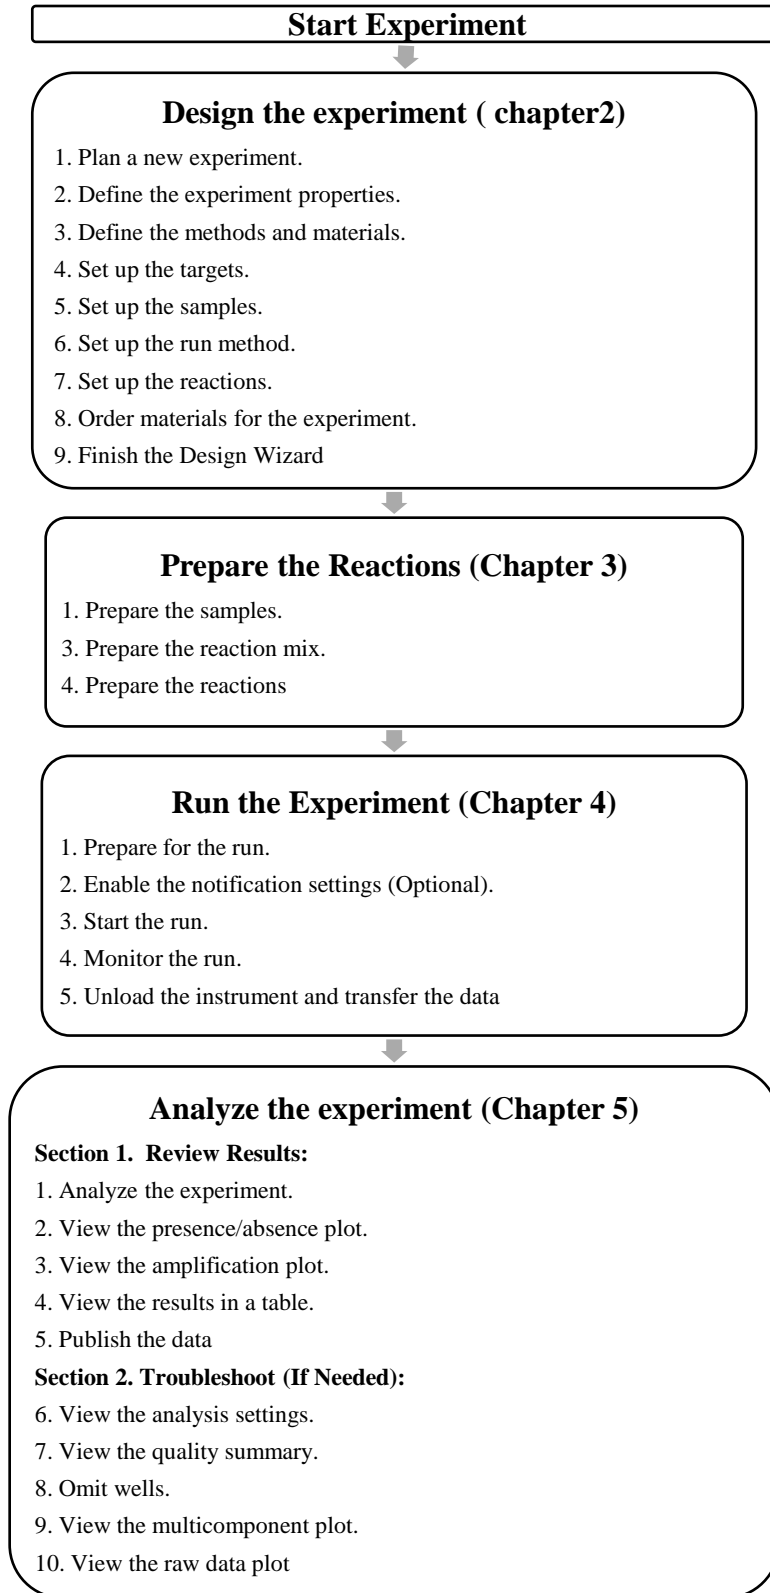 Start Experiment
Design the experiment ( chapter2)
1. Plan a new experiment.
2. Define the experiment properties.
3. Define the methods and materials.
4. Set up the targets.
5. Set up the samples.
6. Set up the run method.
7. Set up the reactions.
8. Order materials for the experiment.
9. Finish the Design Wizard
Prepare the Reactions (Chapter 3)
1. Prepare the samples.
3. Prepare the reaction mix.
4. Prepare the reactions
Run the Experiment (Chapter 4)
1. Prepare for the run.
2. Enable the notification settings (Optional).
3. Start the run.
4. Monitor the run.
5. Unload the instrument and transfer the data
Analyze the experiment (Chapter 5)
Section 1.  Review Results:
1. Analyze the experiment.
2. View the presence/absence plot.
3. View the amplification plot.
4. View the results in a table.
5. Publish the data
Section 2. Troubleshoot (If Needed):
6. View the analysis settings.
7. View the quality summary.
8. Omit wells.
9. View the multicomponent plot.
10. View the raw data plot